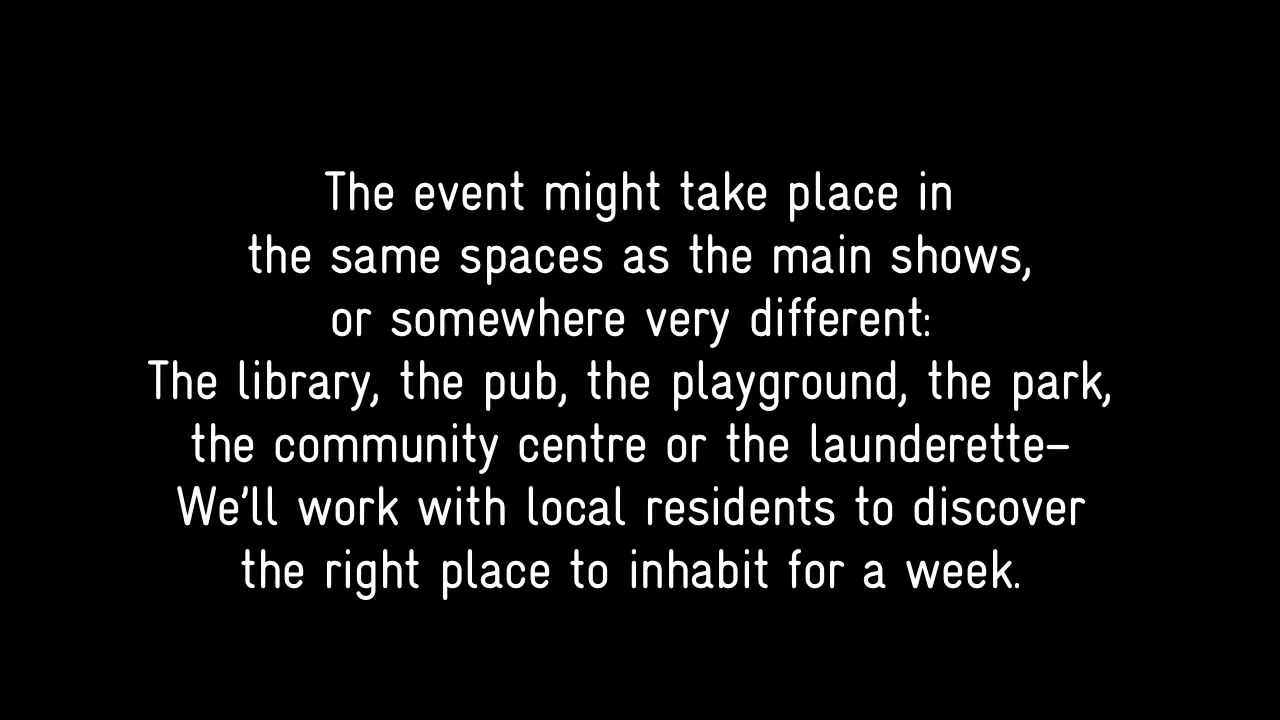 The event might take place in
the same spaces as the main shows,
or somewhere very different:
The library, the pub, the playground, the park,
the community centre or the launderette–
We’ll work with local residents to discover
the right place to inhabit for a week.